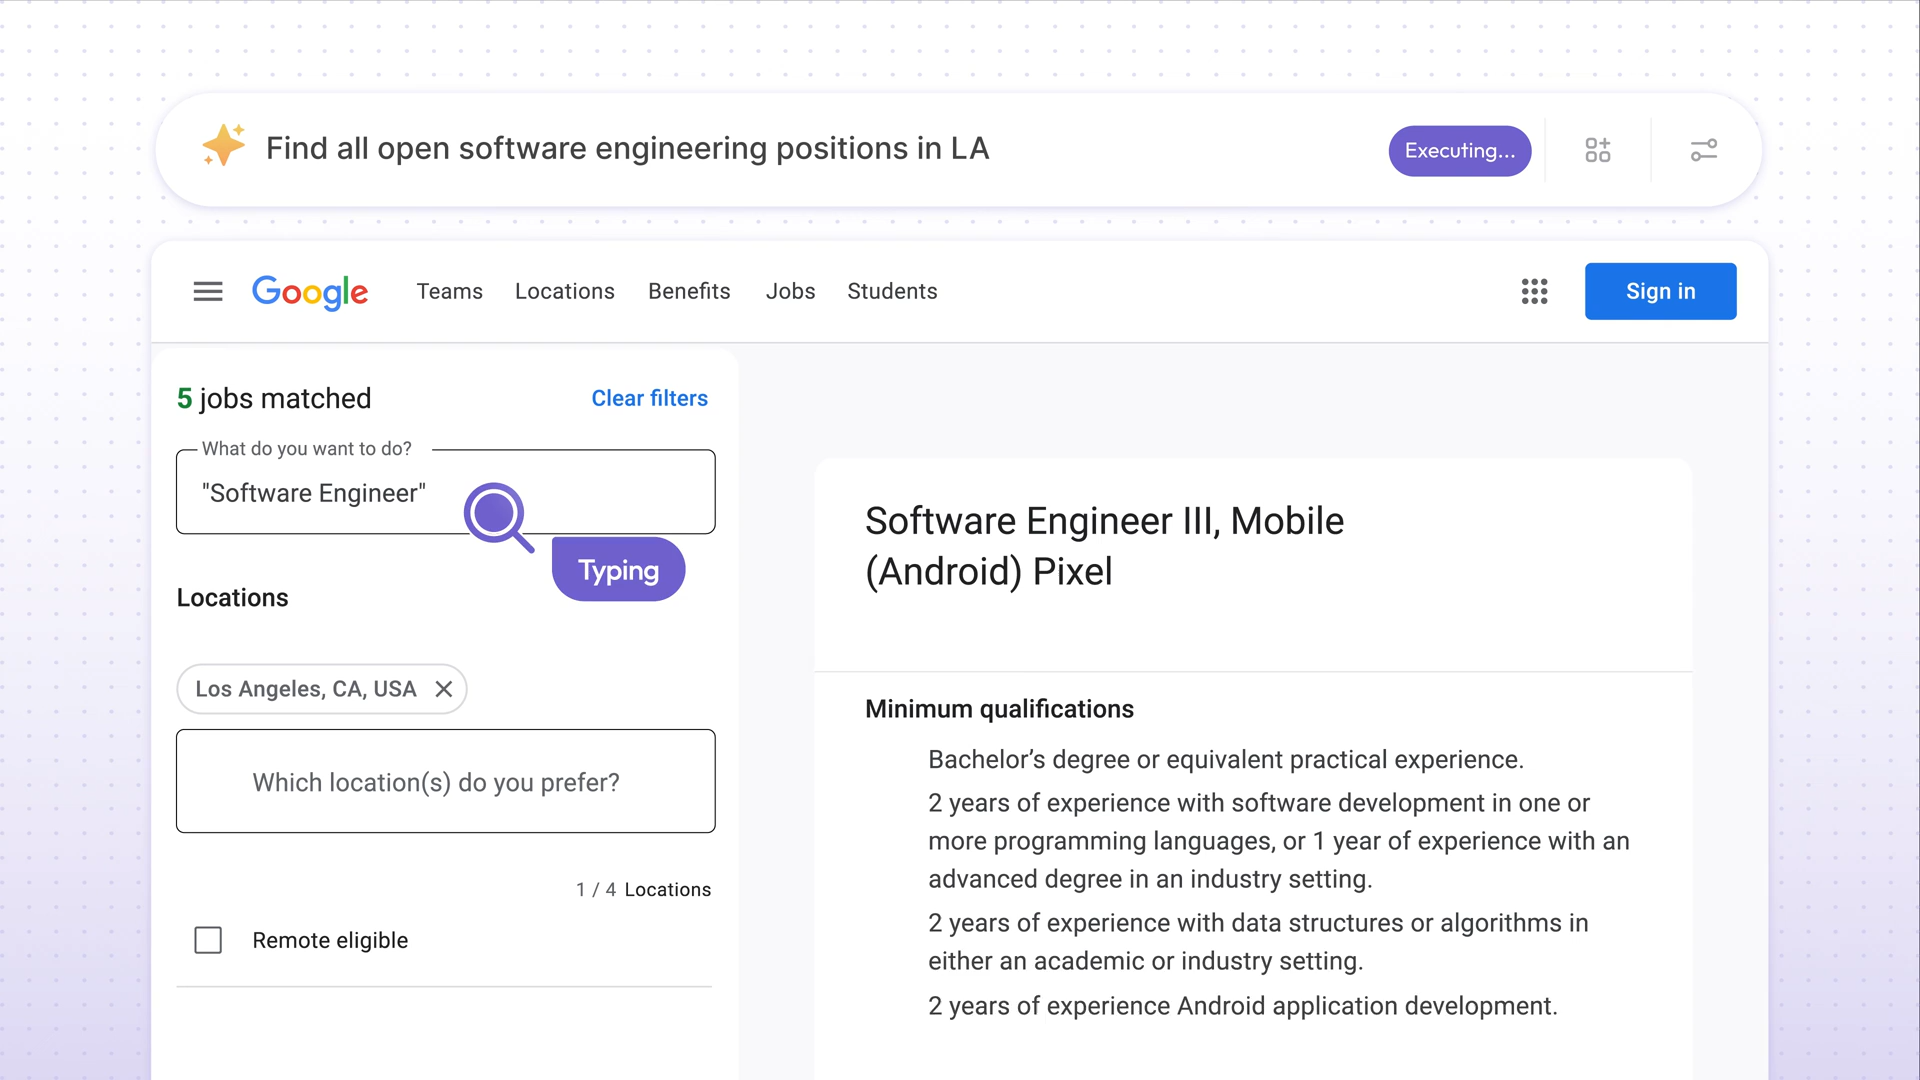 Find all open software engineering positions in LA
Executing...
Google
Teams
Locations
Benefits
Jobs
Students
Sign in
5 jobs matched
Clear filters
What do you want to do?
"Software Engineer"
Typing
Locations
Los Angeles, CA, USA
Which location(s) do you prefer?
1 / 4 Locations
Remote eligible
Software Engineer III, Mobile
(Android) Pixel
Minimum qualifications
Bachelor’s degree or equivalent practical experience.
2 years of experience with software development in one or
more programming languages, or 1 year of experience with an
advanced degree in an industry setting.
2 years of experience with data structures or algorithms in
either an academic or industry setting.
2 years of experience Android application development.